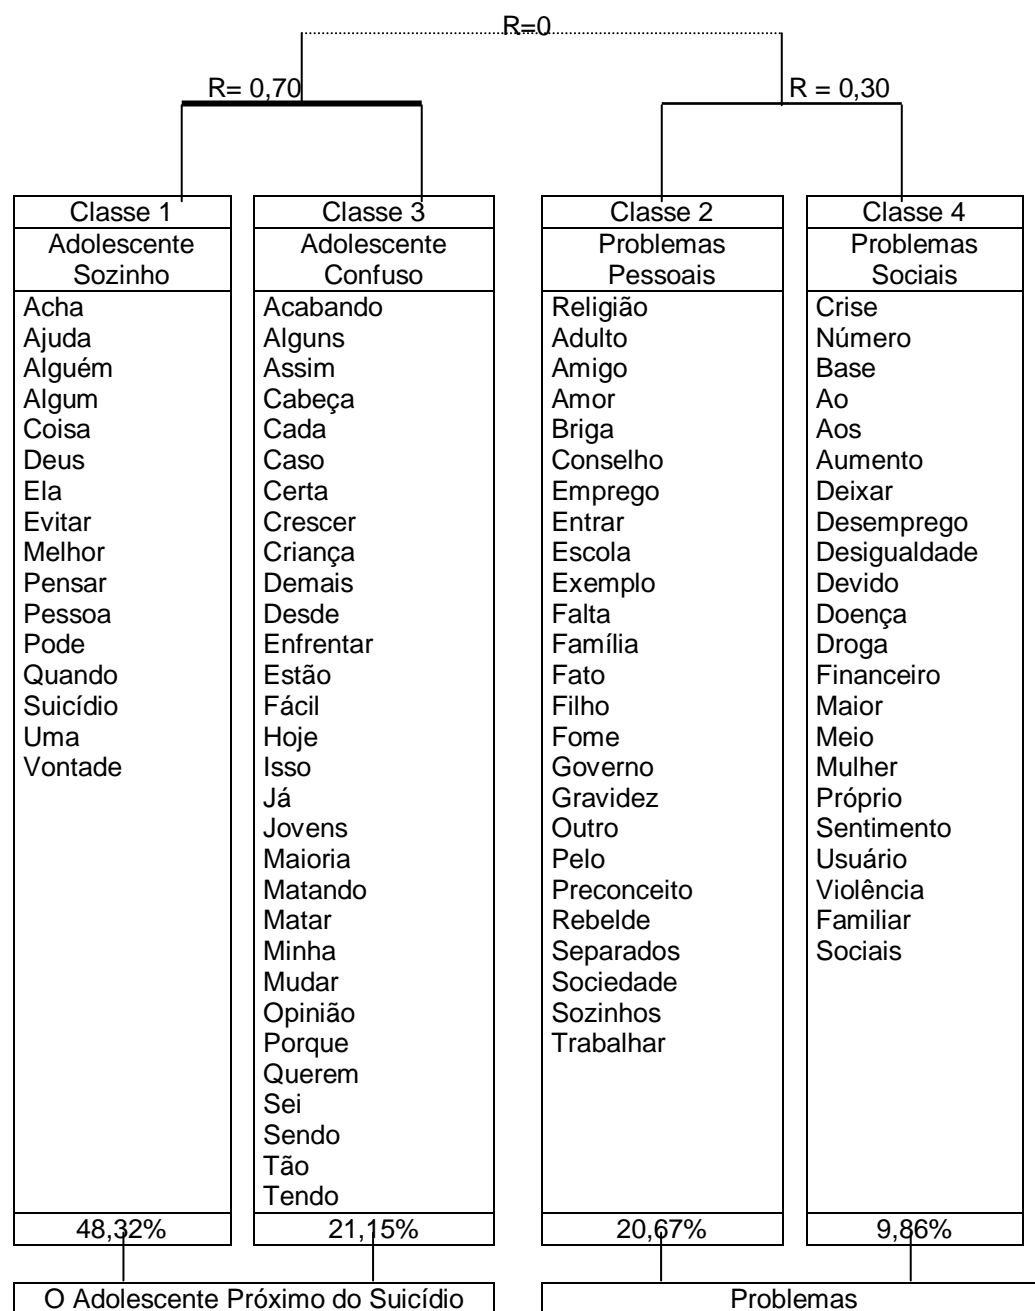 R=0
R= 0,70
R = 0,30
Classe 1
Adolescente
Sozinho
Acha
Ajuda
Alguém
Algum
Coisa
Deus
Ela
Evitar
Melhor
Pensar
Pessoa
Pode
Quando
Suicídio
Uma
Vontade
48,32%
Classe 3
Adolescente
Confuso
Acabando
Alguns
Assim
Cabeça
Cada
Caso
Certa
Crescer
Criança
Demais
Desde
Enfrentar
Estão
Fácil
Hoje
Isso
Já
Jovens
Maioria
Matando
Matar
Minha
Mudar
Opinião
Porque
Querem
Sei
Sendo
Tão
Tendo
21,15%
Classe 2
Problemas
Pessoais
Religião
Adulto
Amigo
Amor
Briga
Conselho
Emprego
Entrar
Escola
Exemplo
Falta
Família
Fato
Filho
Fome
Governo
Gravidez
Outro
Pelo
Preconceito
Rebelde
Separados
Sociedade
Sozinhos
Trabalhar
20,67%
Classe 4
Problemas
Sociais
Crise
Número
Base
Ao
Aos
Aumento
Deixar
Desemprego
Desigualdade
Devido
Doença
Droga
Financeiro
Maior
Meio
Mulher
Próprio
Sentimento
Usuário
Violência
Familiar
Sociais
9,86%
O Adolescente Próximo do Suicídio
Problemas